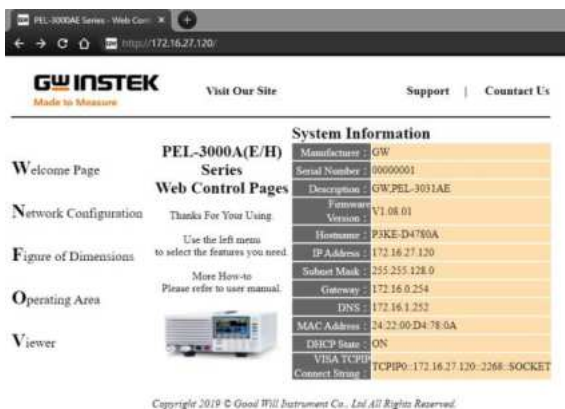 PEL-3000AE Series - Web Con
http://172.16.27.120/
GW INSTEK
Made to Measure
Visit Our Site
Support | Countact Us
Welcome Page
Network Configuration
Figure of Dimensions
Operating Area
Viewer
PEL-3000A(E/H)
Series
Web Control Pages
Thanks For Your Using.
Use the left menu
to select the features you need.
More How-to
Please refer to user manual.
System Information
Manufacturer : GW
Serial Number : 00000001
Description : GW,PEL-3031AE
Firmware
Version : V1.08.01
Hostname : P3KE-D4780A
IP Address : 172.16.27.120
Subnet Mask : 255.255.128.0
Gateway : 172.16.0.254
DNS : 172.16.1.252
MAC Address : 24:22:00:D4:78:0A
DHCP State : ON
VISA TCPIP
Connect String : TCPIP0::172.16.27.120::2268::SOCKET
Copyright 2019 © Good Will Instrument Co., Ltd All Rights Reserved.